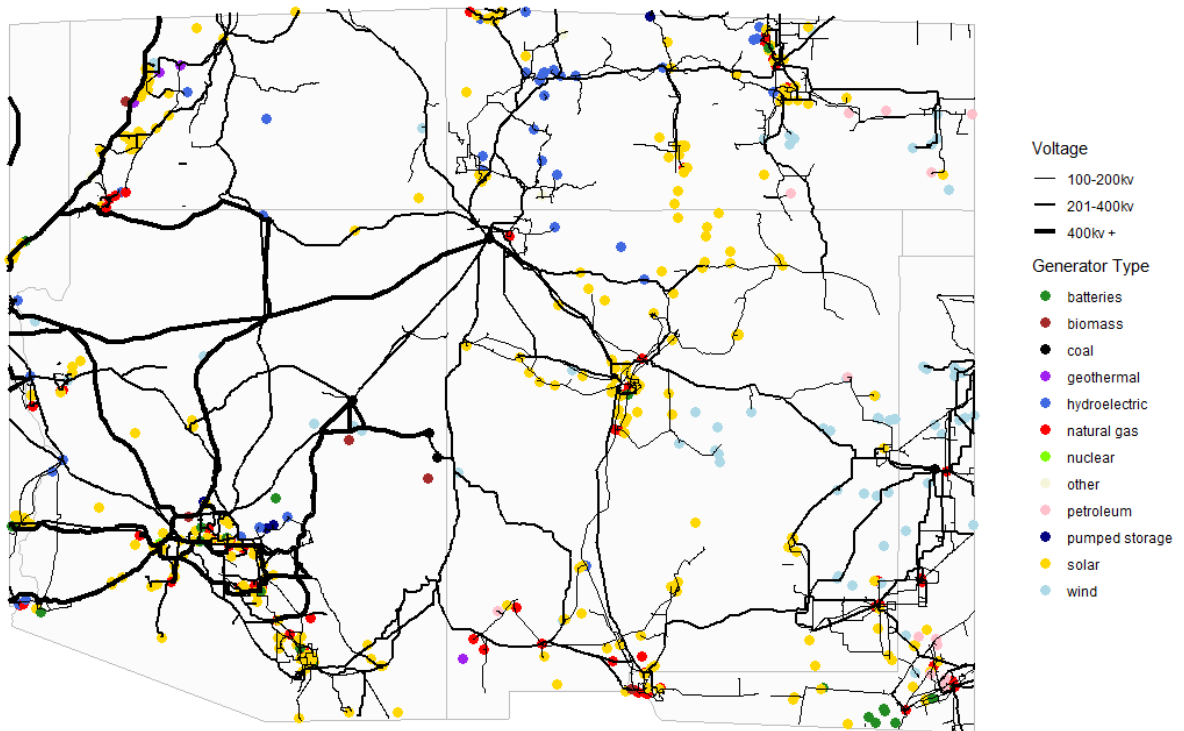 Voltage
100-200kv
201-400kv
400kv +
Generator Type
batteries
biomass
coal
geothermal
hydroelectric
natural gas
nuclear
other
petroleum
pumped storage
solar
wind